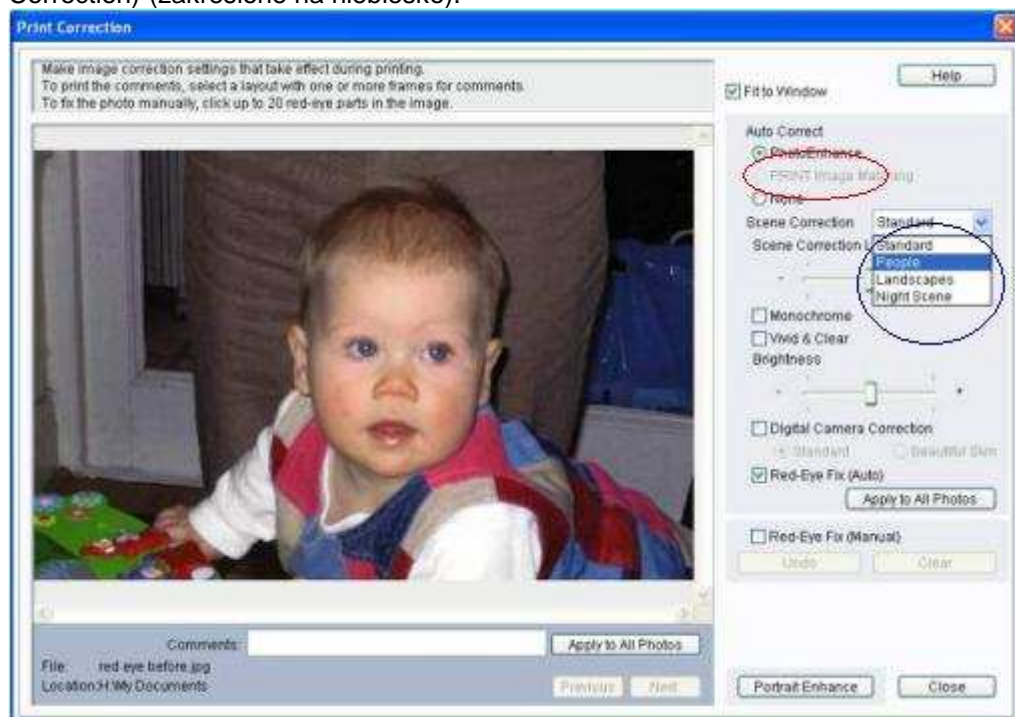 Correction) (zakreślone na niebiesko).
Print Correction
Make image correction settings that take effect during printing.
To print the comments, select a layout with one or more frames for comments.
To fix the photo manually, click up to 20 red-eye parts in the image.
Help
Fit to Window
Auto Correct
PhotoEnhance
PRINT Image Matching
None
Scene Correction Standard
Scene Correction L
Standard
People
Landscapes
Night Scene
- 
Monochrome
Vivid & Clear
Brightness
- +
Digital Camera Correction
Standard Beautiful Skin
Red-Eye Fix (Auto)
Apply to All Photos
Red-Eye Fix (Manual)
Undo Clear
Comments: Apply to All Photos
File: red eye before.jpg
Location:H:\My Documents
Previous Next
Portrait Enhance Close